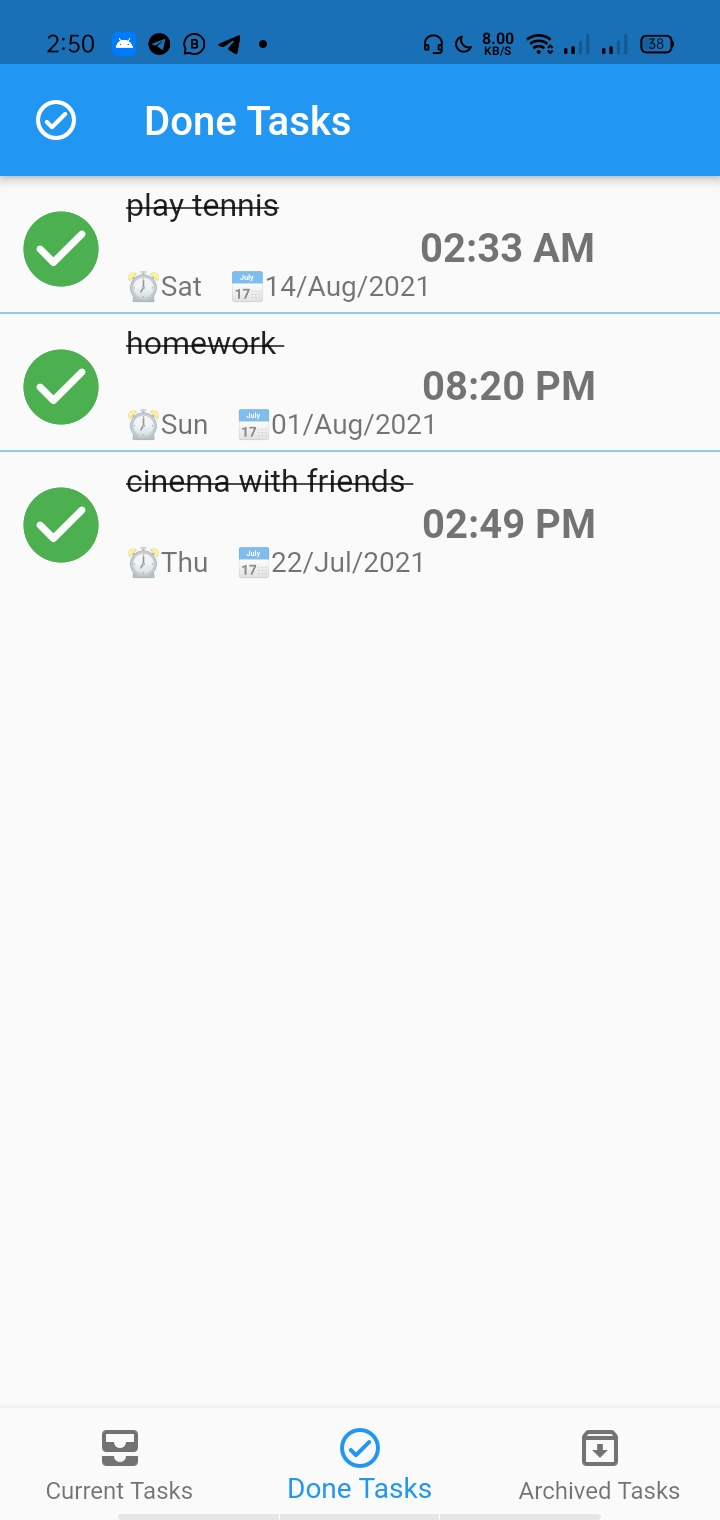 2:50 B 8.00 KB/S 38
Done Tasks
play tennis
02:33 AM
Sat July 17 14/Aug/2021
homework
08:20 PM
Sun July 17 01/Aug/2021
cinema with friends
02:49 PM
Thu July 17 22/Jul/2021
Current Tasks Done Tasks Archived Tasks